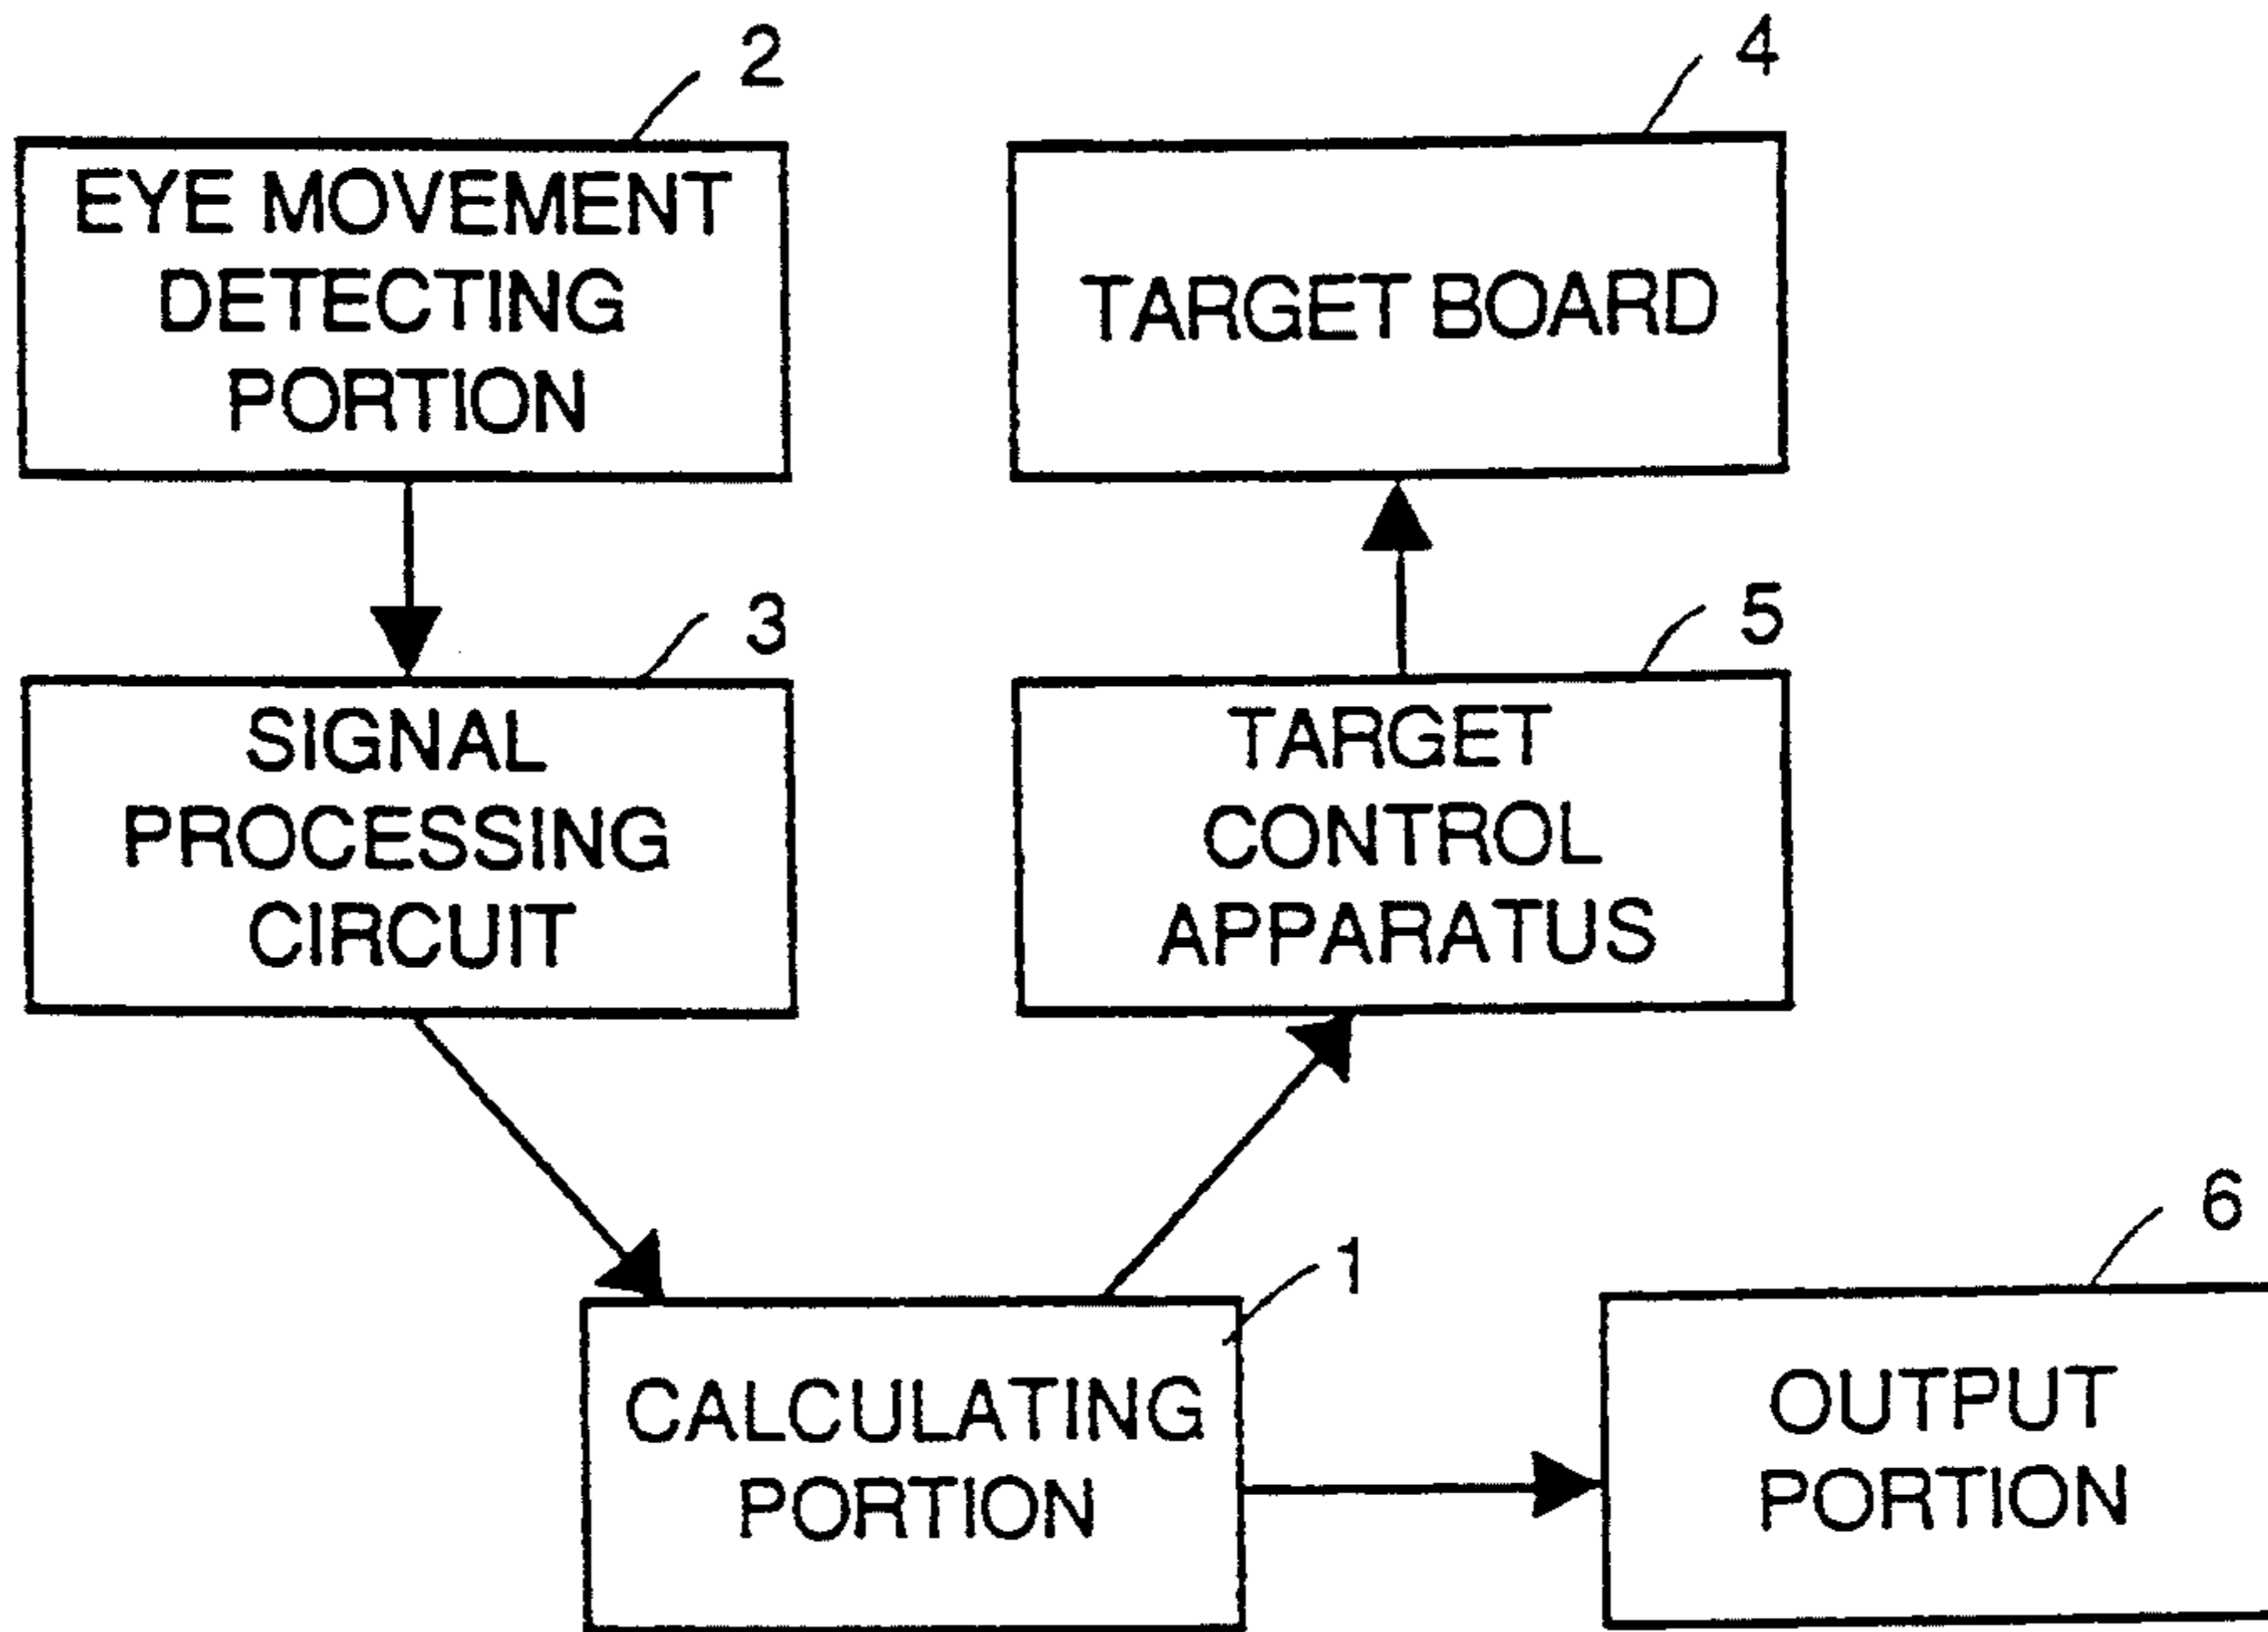 2
EYE MOVEMENT
DETECTING
PORTION
4
TARGET BOARD
3
SIGNAL
PROCESSING
CIRCUIT
5
TARGET
CONTROL
APPARATUS
1
CALCULATING
PORTION
6
OUTPUT
PORTION